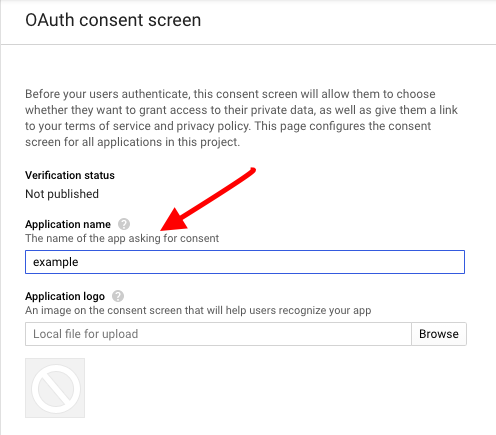 OAuth consent screen
Before your users authenticate, this consent screen will allow them to choose
whether they want to grant access to their private data, as well as give them a link
to your terms of service and privacy policy. This page configures the consent
screen for all applications in this project.
Verification status
Not published
Application name ?
The name of the app asking for consent
example
Application logo ?
An image on the consent screen that will help users recognize your app
Local file for upload Browse